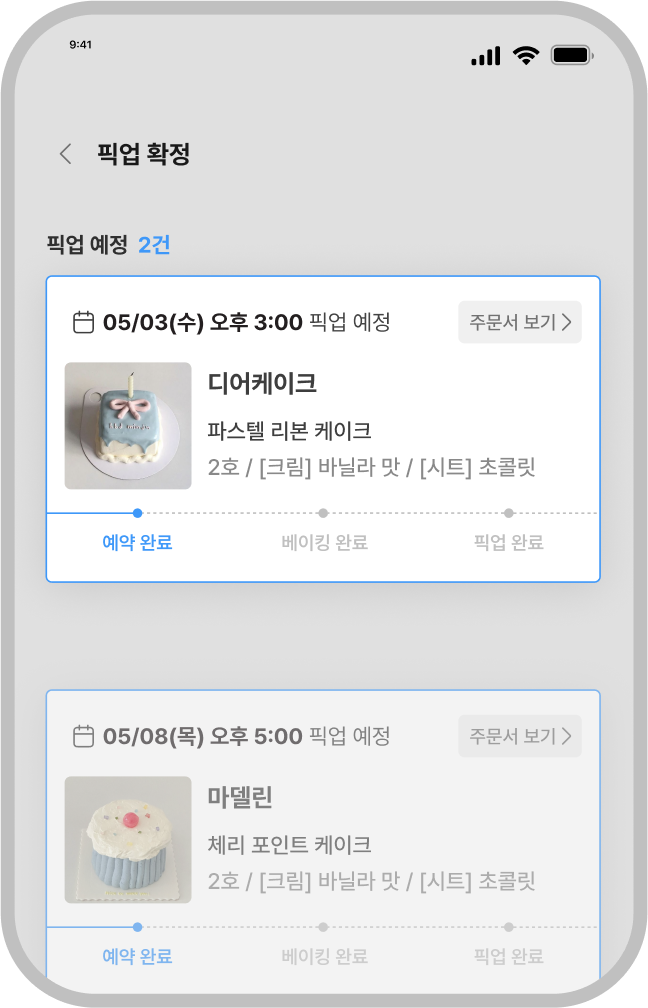 9:41
픽업 확정
픽업 예정 2건
05/03(수) 오후 3:00 픽업 예정
주문서 보기
디어케이크
파스텔 리본 케이크
2호 / [크림] 바닐라 맛 / [시트] 초콜릿
예약 완료 베이킹 완료 픽업 완료
05/08(목) 오후 5:00 픽업 예정
주문서 보기
마델린
체리 포인트 케이크
2호 / [크림] 바닐라 맛 / [시트] 초콜릿
예약 완료 베이킹 완료 픽업 완료